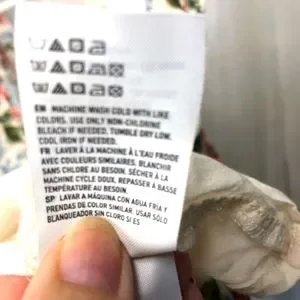 EN MACHINE WASH COLD WITH LIKE
COLORS. USE ONLY NON-CHLORINE
BLEACH IF NEEDED. TUMBLE DRY LOW.
COOL IRON IF NEEDED.
FR LAVER À LA MACHINE À L'EAU FROIDE
AVEC COULEURS SIMILAIRES. BLANCHIR
SANS CHLORE AU BESOIN. SÉCHER À LA
MACHINE CYCLE DOUX. REPASSER À BASSE
TEMPÉRATURE AU BESOIN.
SP LAVAR A MÁQUINA CON AGUA FRÍA Y
PRENDAS DE COLOR SIMILAR. USAR SÓLO
BLANQUEADOR SIN CLORO SI ES